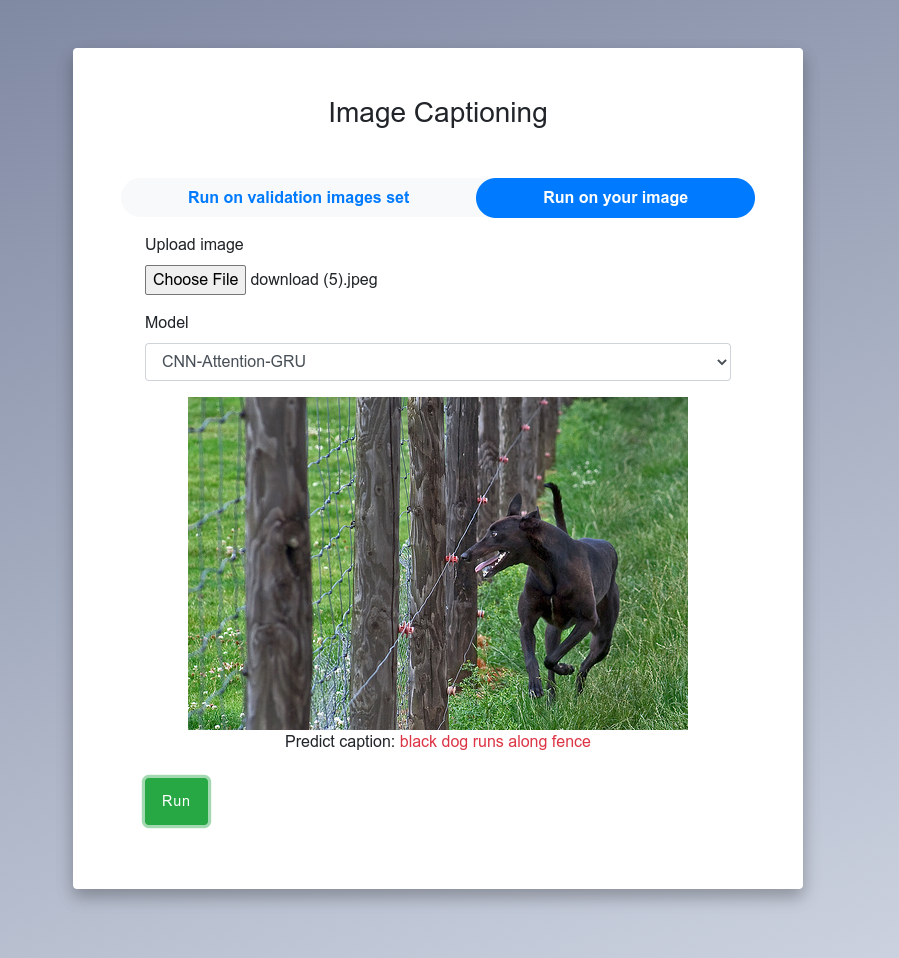 Image Captioning
Run on validation images set Run on your image
Upload image
Choose File download (5).jpeg
Model
CNN-Attention-GRU
Predict caption: black dog runs along fence
Run